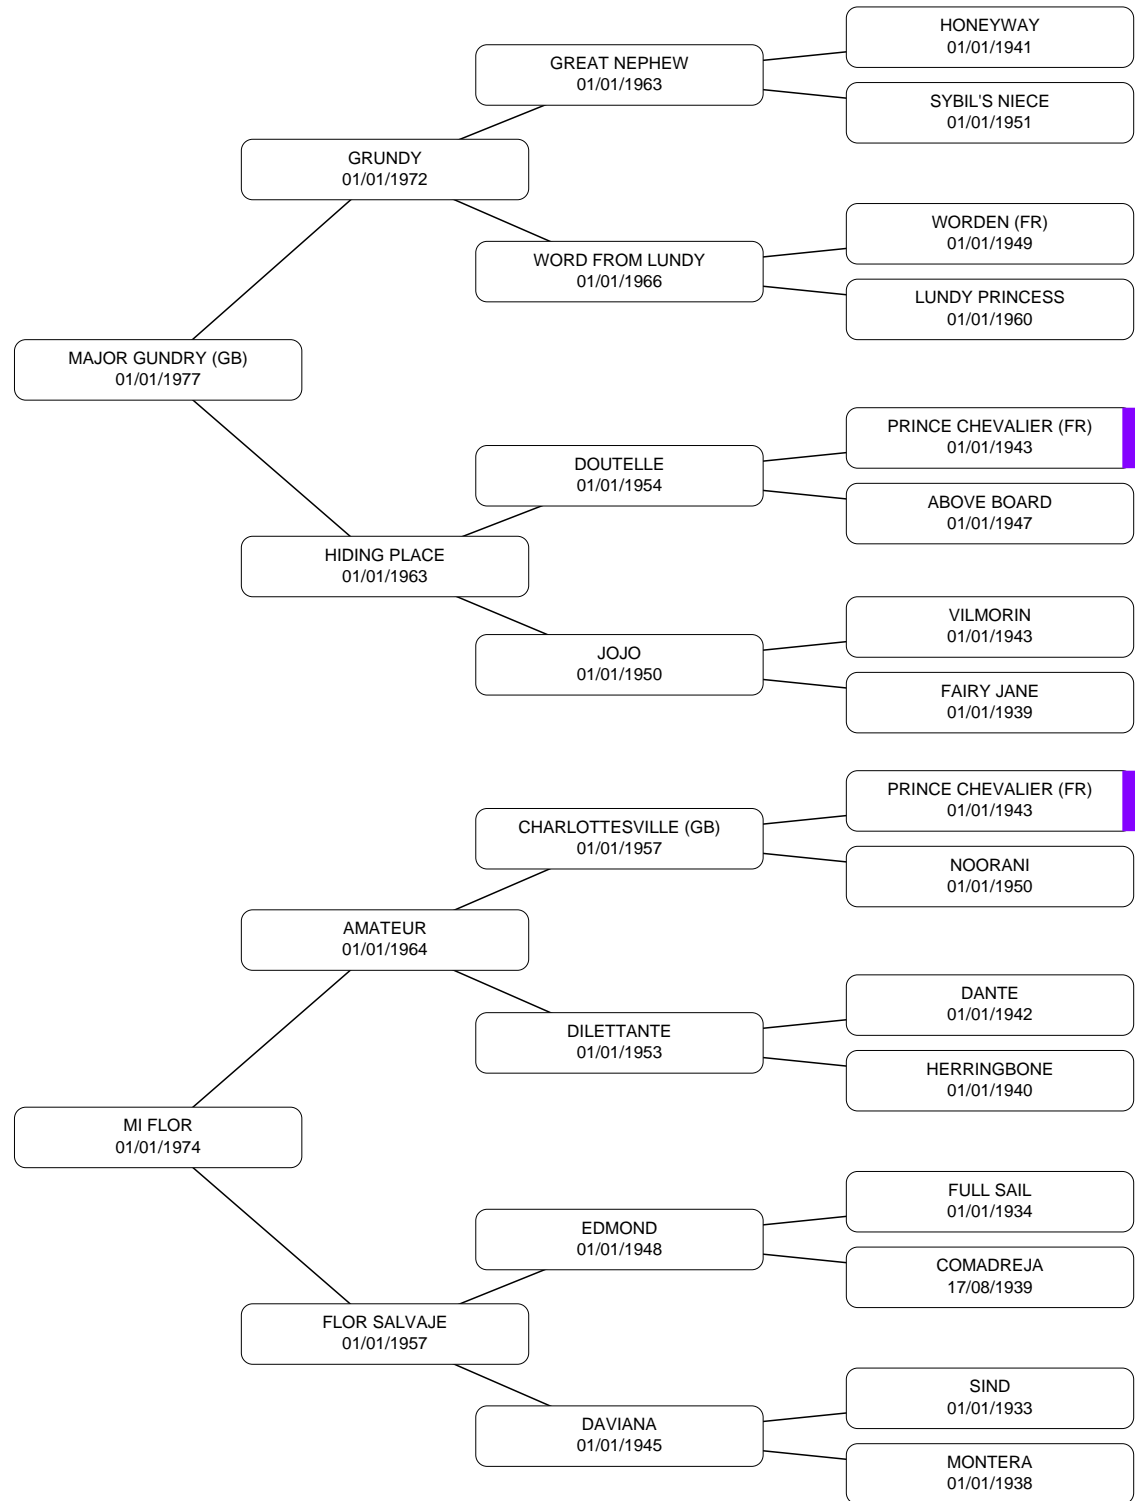 HONEYWAY
01/01/1941
GREAT NEPHEW
01/01/1963
SYBIL'S NIECE
01/01/1951
GRUNDY
01/01/1972
WORDEN (FR)
01/01/1949
WORD FROM LUNDY
01/01/1966
LUNDY PRINCESS
01/01/1960
MAJOR GUNDRY (GB)
01/01/1977
PRINCE CHEVALIER (FR)
01/01/1943
DOUTELLE
01/01/1954
ABOVE BOARD
01/01/1947
HIDING PLACE
01/01/1963
VILMORIN
01/01/1943
JOJO
01/01/1950
FAIRY JANE
01/01/1939
PRINCE CHEVALIER (FR)
01/01/1943
CHARLOTTESVILLE (GB)
01/01/1957
NOORANI
01/01/1950
AMATEUR
01/01/1964
DANTE
01/01/1942
DILETTANTE
01/01/1953
HERRINGBONE
01/01/1940
MI FLOR
01/01/1974
FULL SAIL
01/01/1934
EDMOND
01/01/1948
COMADREJA
17/08/1939
FLOR SALVAJE
01/01/1957
SIND
01/01/1933
DAVIANA
01/01/1945
MONTERA
01/01/1938